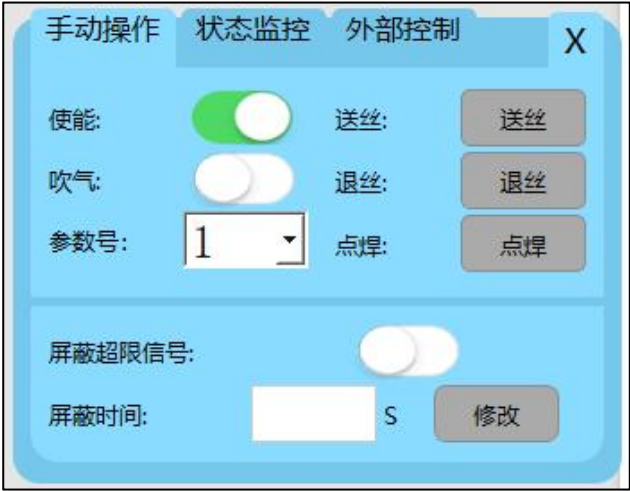 手动操作 状态监控 外部控制 X
使能: 送丝: 送丝
吹气: 退丝: 退丝
参数号: 1 点焊: 点焊
屏蔽超限信号:
屏蔽时间: S 修改